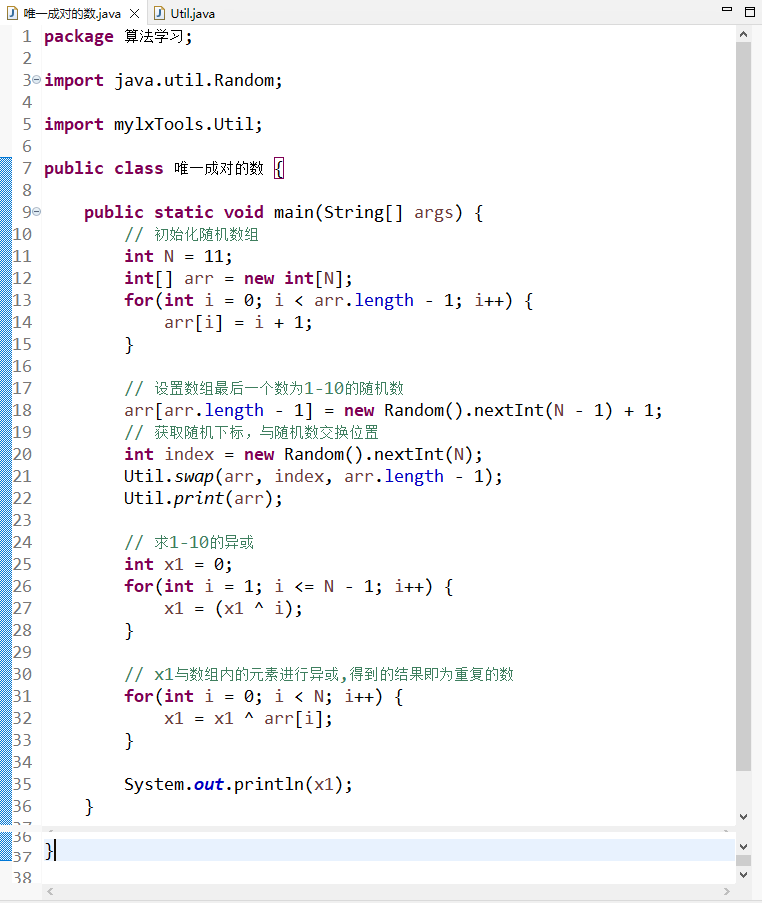 唯一成对的数.java Util.java
1 package 算法学习;
2
3 import java.util.Random;
4
5 import mylxTools.Util;
6
7 public class 唯一成对的数 {
8
9 public static void main(String[] args) {
10 // 初始化随机数组
11 int N = 11;
12 int[] arr = new int[N];
13 for(int i = 0; i < arr.length - 1; i++) {
14 arr[i] = i + 1;
15 }
16
17 // 设置数组最后一个数为1-10的随机数
18 arr[arr.length - 1] = new Random().nextInt(N - 1) + 1;
19 // 获取随机下标，与随机数交换位置
20 int index = new Random().nextInt(N);
21 Util.swap(arr, index, arr.length - 1);
22 Util.print(arr);
23
24 // 求1-10的异或
25 int x1 = 0;
26 for(int i = 1; i <= N - 1; i++) {
27 x1 = (x1 ^ i);
28 }
29
30 // x1与数组内的元素进行异或,得到的结果即为重复的数
31 for(int i = 0; i < N; i++) {
32 x1 = x1 ^ arr[i];
33 }
34
35 System.out.println(x1);
36 }
37
36
37 }
38